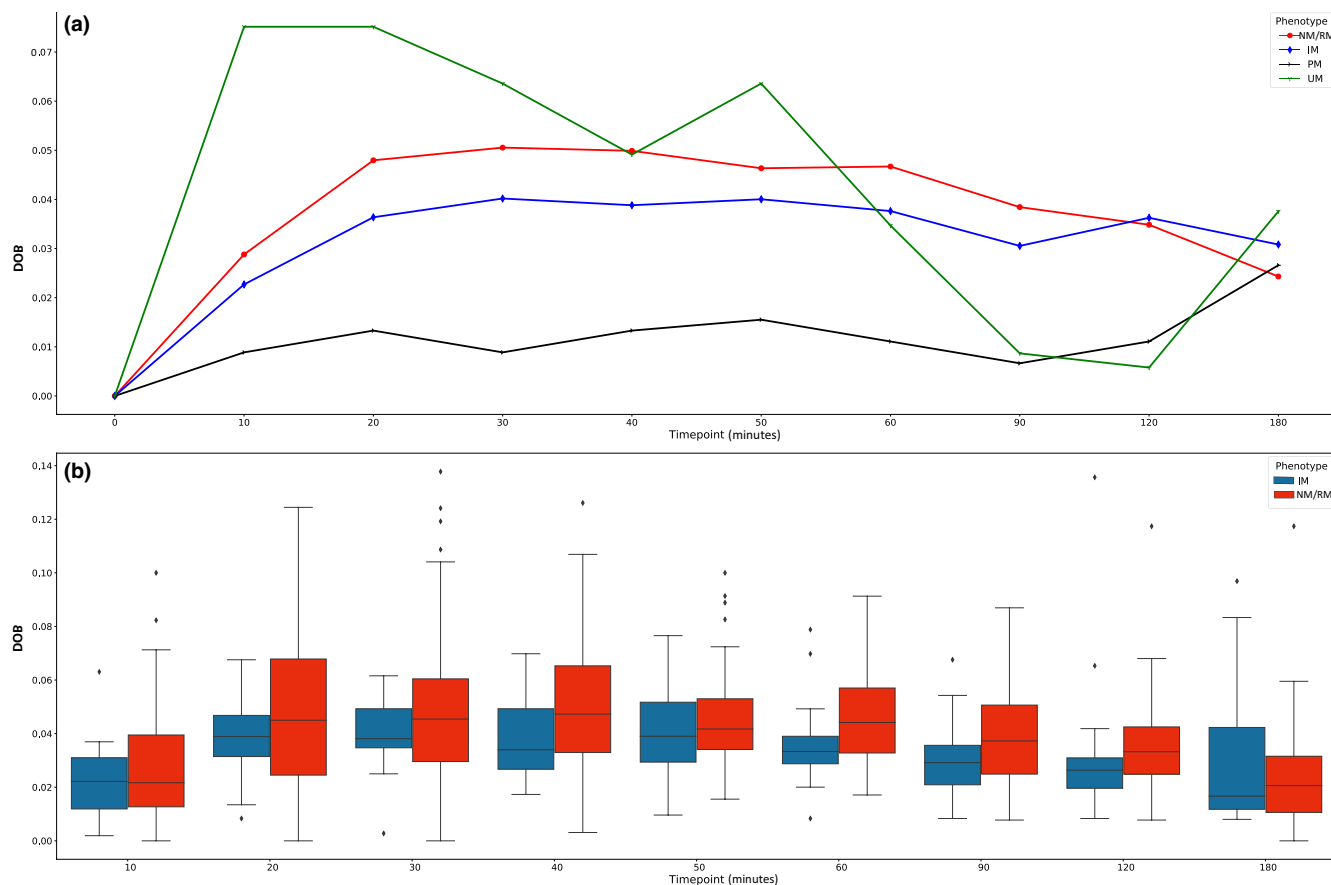 (a)
Phenotype
NM/RM
IM
PM
UM
0.07
0.06
0.05
0.04
0.03
0.02
0.01
0.00
DOB
0 10 20 30 40 50 60 90 120 180
Timepoint (minutes)
(b)
Phenotype
IM
NM/RM
0.14
0.12
0.10
0.08
0.06
0.04
0.02
0.00
DOB
10 20 30 40 50 60 90 120 180
Timepoint (minutes)